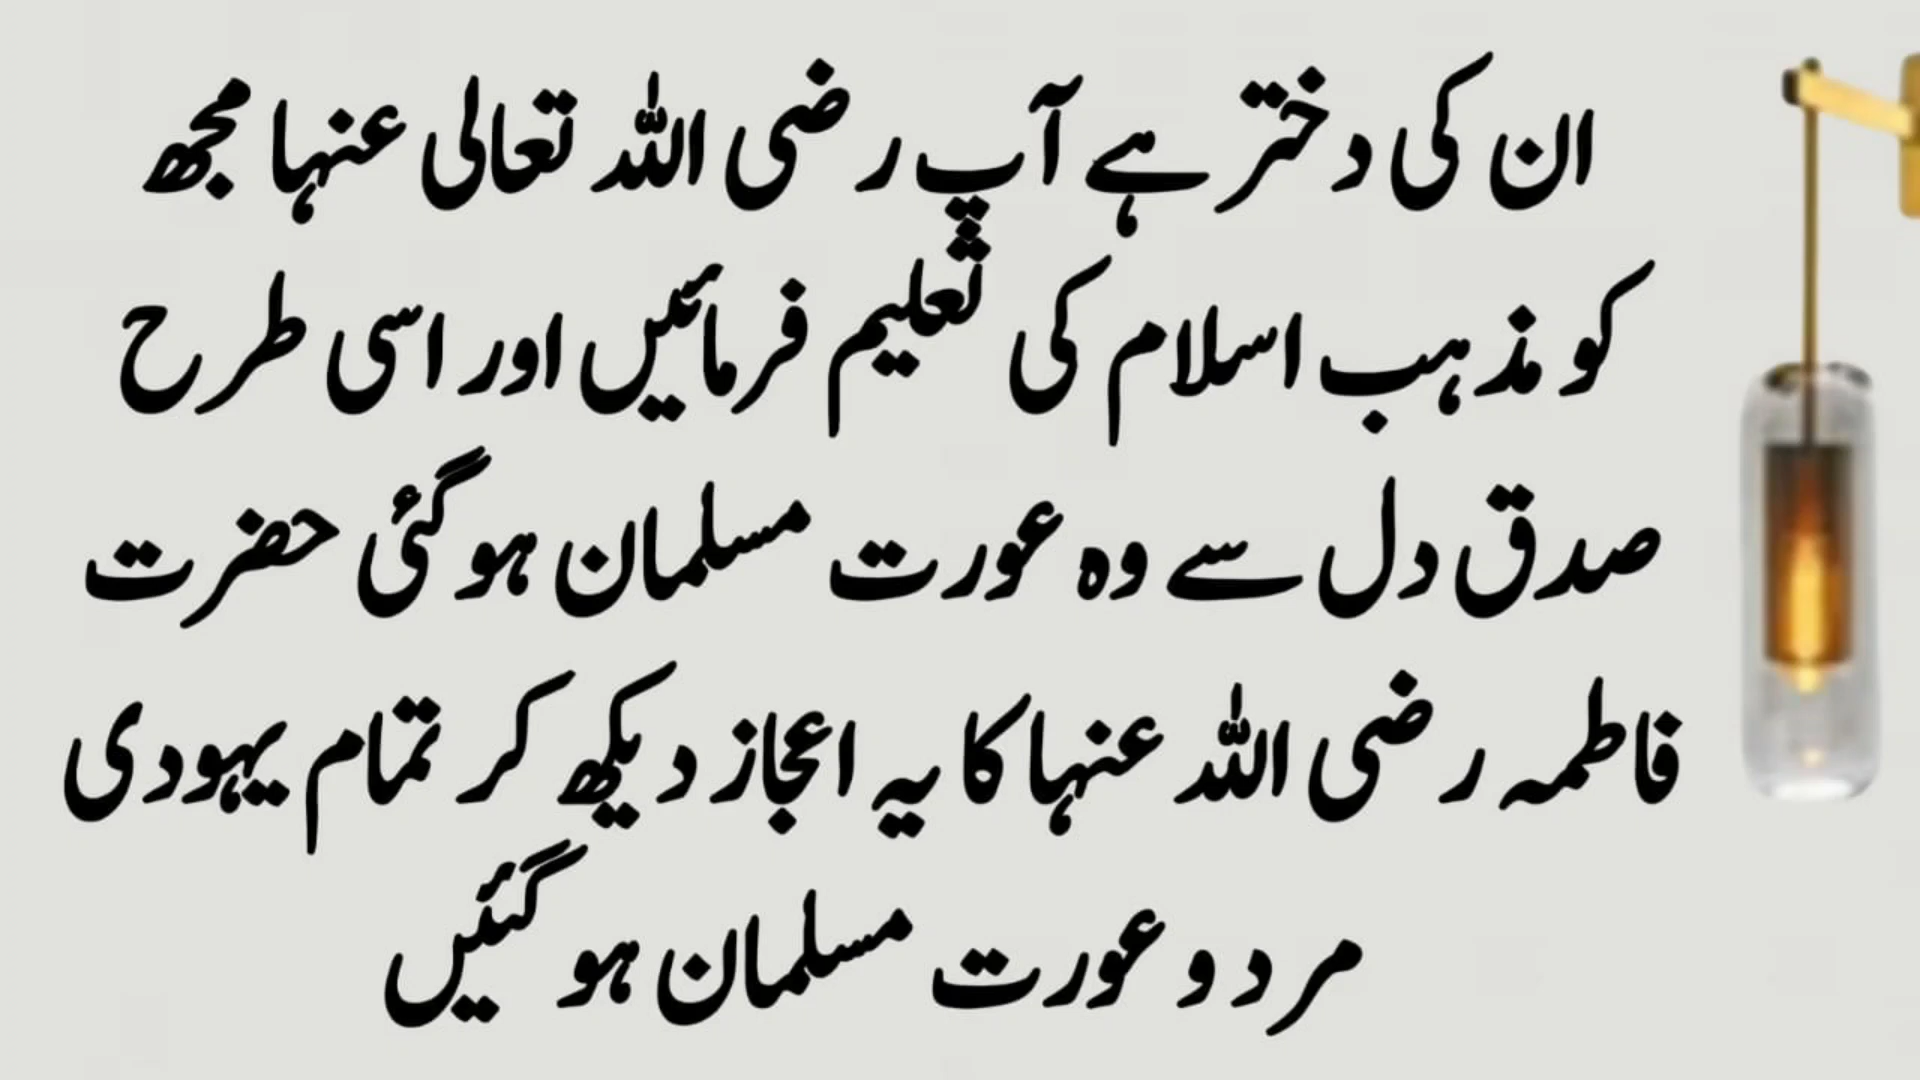 ان کی دختر ہے آپ رضی اللہ تعالی عنہا مجھ
کو مذہب اسلام کی تعلیم فرمائیں اور اسی طرح
صدق دل سے وہ عورت مسلمان ہوگئی حضرت
فاطمہ رضی اللہ عنہا کا یہ اعجاز دیکھ کر تمام یہودی
مرد و عورت مسلمان ہو گئیں